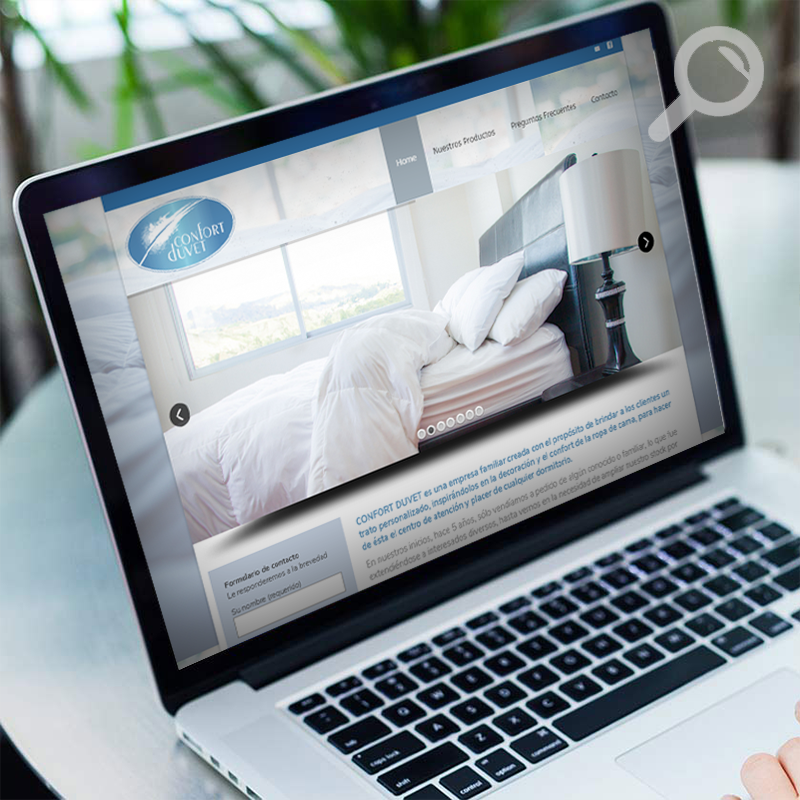 Home
Nuestros Productos
Preguntas Frecuentes
Contacto
CONFORT
DUVET
CONFORT DUVET es una empresa familiar creada con el propósito de brindar a los clientes un
trato personalizado, inspirándolos en la decoración y el confort de la ropa de cama, para hacer
de ésta el centro de atención y placer de cualquier dormitorio.
En nuestros inicios, hace 5 años, sólo vendíamos a pedido de algún conocido o familiar, lo que fue
extendiéndose a interesados diversos, hasta vernos en la necesidad de ampliar nuestro stock por
Formulario de contacto
Le responderemos a la brevedad
Su nombre (requerido)
tab
caps lock
shift
control
option
command
Q W E R T
A S D
Z X C